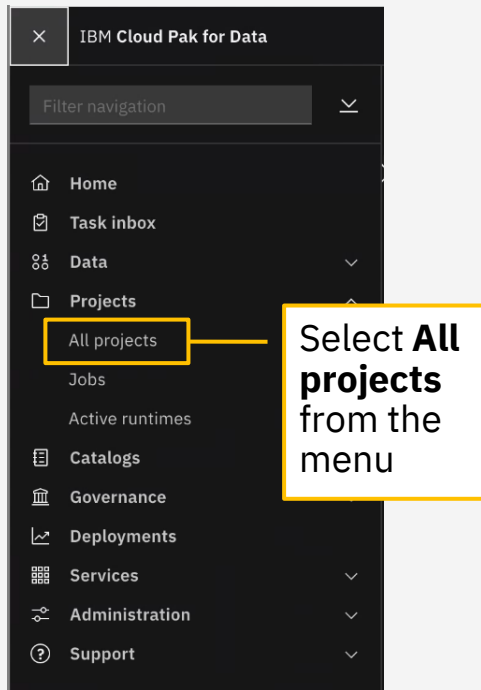 IBM Cloud Pak for Data
Filter navigation
Home
Task inbox
Data
Projects
All projects
Jobs
Active runtimes
Catalogs
Governance
Deployments
Services
Administration
Support
Select All
projects
from the
menu